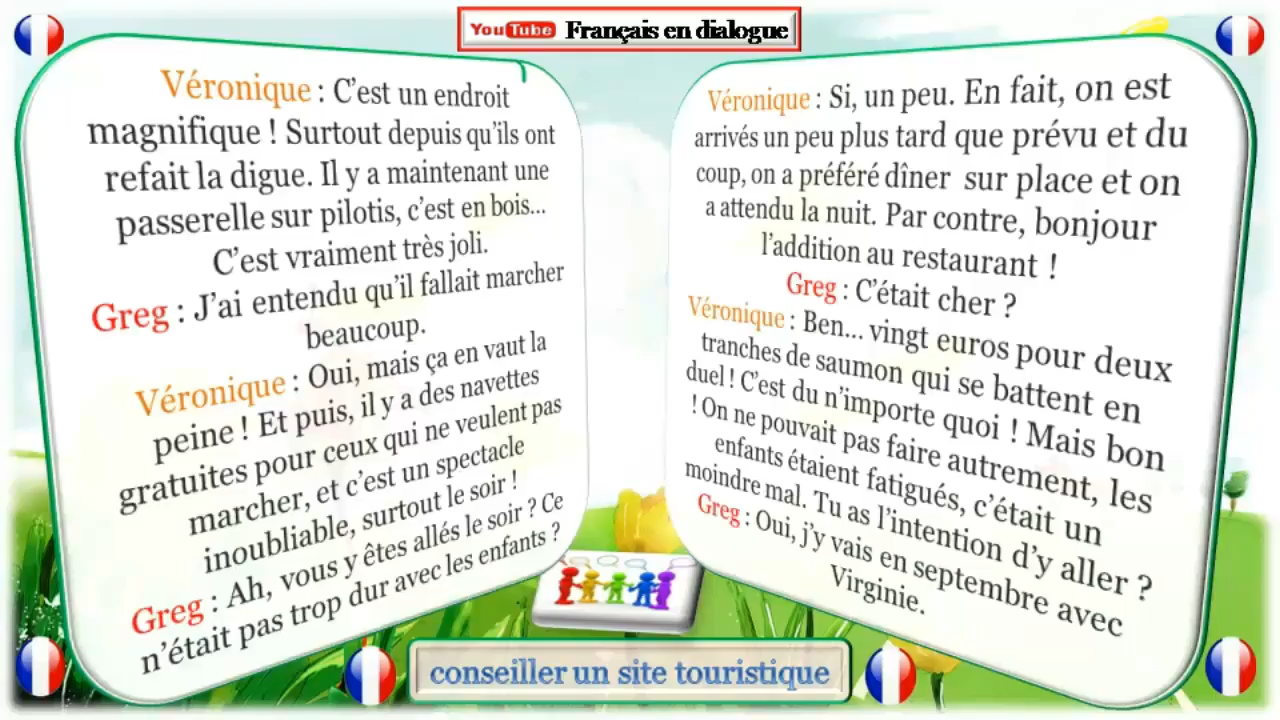 YouTube Français en dialogue
Véronique : C'est un endroit
magnifique ! Surtout depuis qu'ils ont
refait la digue. Il y a maintenant une
passerelle sur pilotis, c'est en bois...
C'est vraiment très joli.
Greg : J'ai entendu qu'il fallait marcher
beaucoup.
Véronique : Oui, mais ça en vaut la
peine ! Et puis, il y a des navettes
gratuites pour ceux qui ne veulent pas
marcher, et c'est un spectacle
inoubliable, surtout le soir !
Greg : Ah, vous y êtes allés le soir ? Ce
n'était pas trop dur avec les enfants ?
Véronique : Si, un peu. En fait, on est
arrivés un peu plus tard que prévu et du
coup, on a préféré dîner sur place et on
a attendu la nuit. Par contre, bonjour
l'addition au restaurant !
Greg : C'était cher ?
Véronique : Ben... vingt euros pour deux
tranches de saumon qui se battent en
duel ! C'est du n'importe quoi ! Mais bon
! On ne pouvait pas faire autrement, les
enfants étaient fatigués, c'était un
moindre mal. Tu as l'intention d'y aller ?
Greg : Oui, j'y vais en septembre avec
Virginie.
conseiller un site touristique